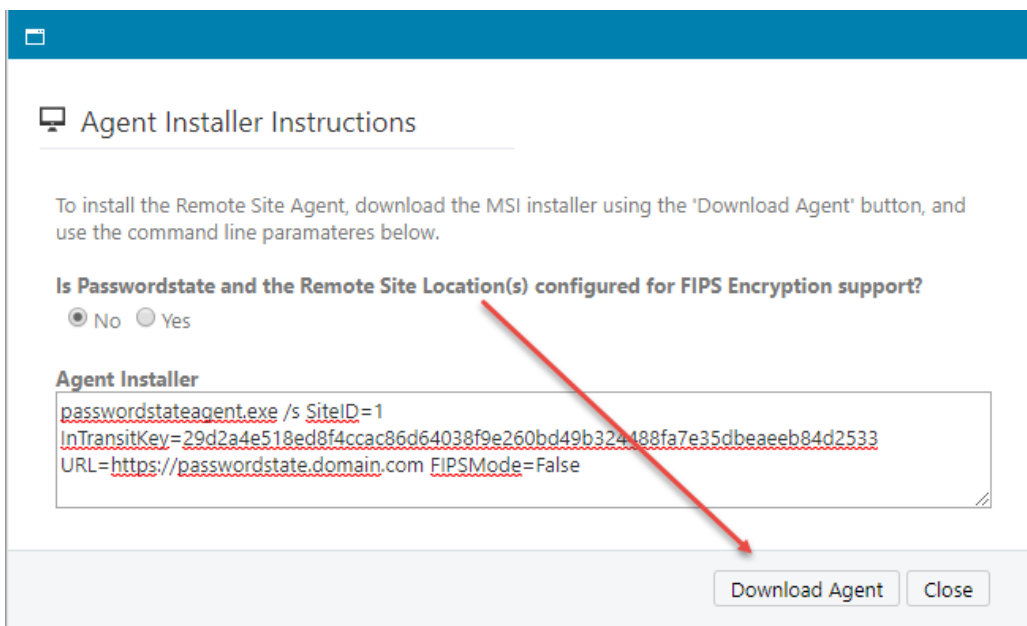 Agent Installer Instructions
To install the Remote Site Agent, download the MSI installer using the 'Download Agent' button, and
use the command line paramateres below.
Is Passwordstate and the Remote Site Location(s) configured for FIPS Encryption support?
No Yes
Agent Installer
passwordstateagent.exe /s SiteID=1
InTransitKey=29d2a4e518ed8f4ccac86d64038f9e260bd49b324488fa7e35dbeaeeb84d2533
URL=https://passwordstate.domain.com FIPSMode=False
Download Agent Close